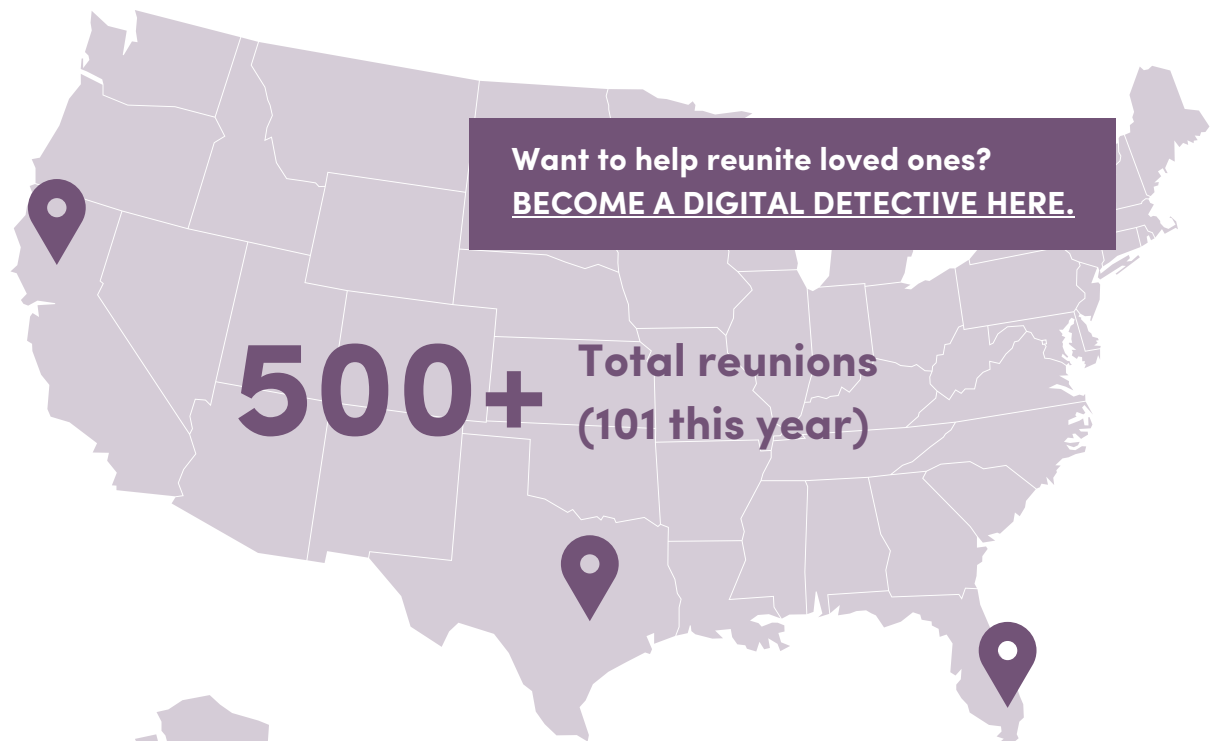 Want to help reunite loved ones?
BECOME A DIGITAL DETECTIVE HERE.
500+
Total reunions
(101 this year)